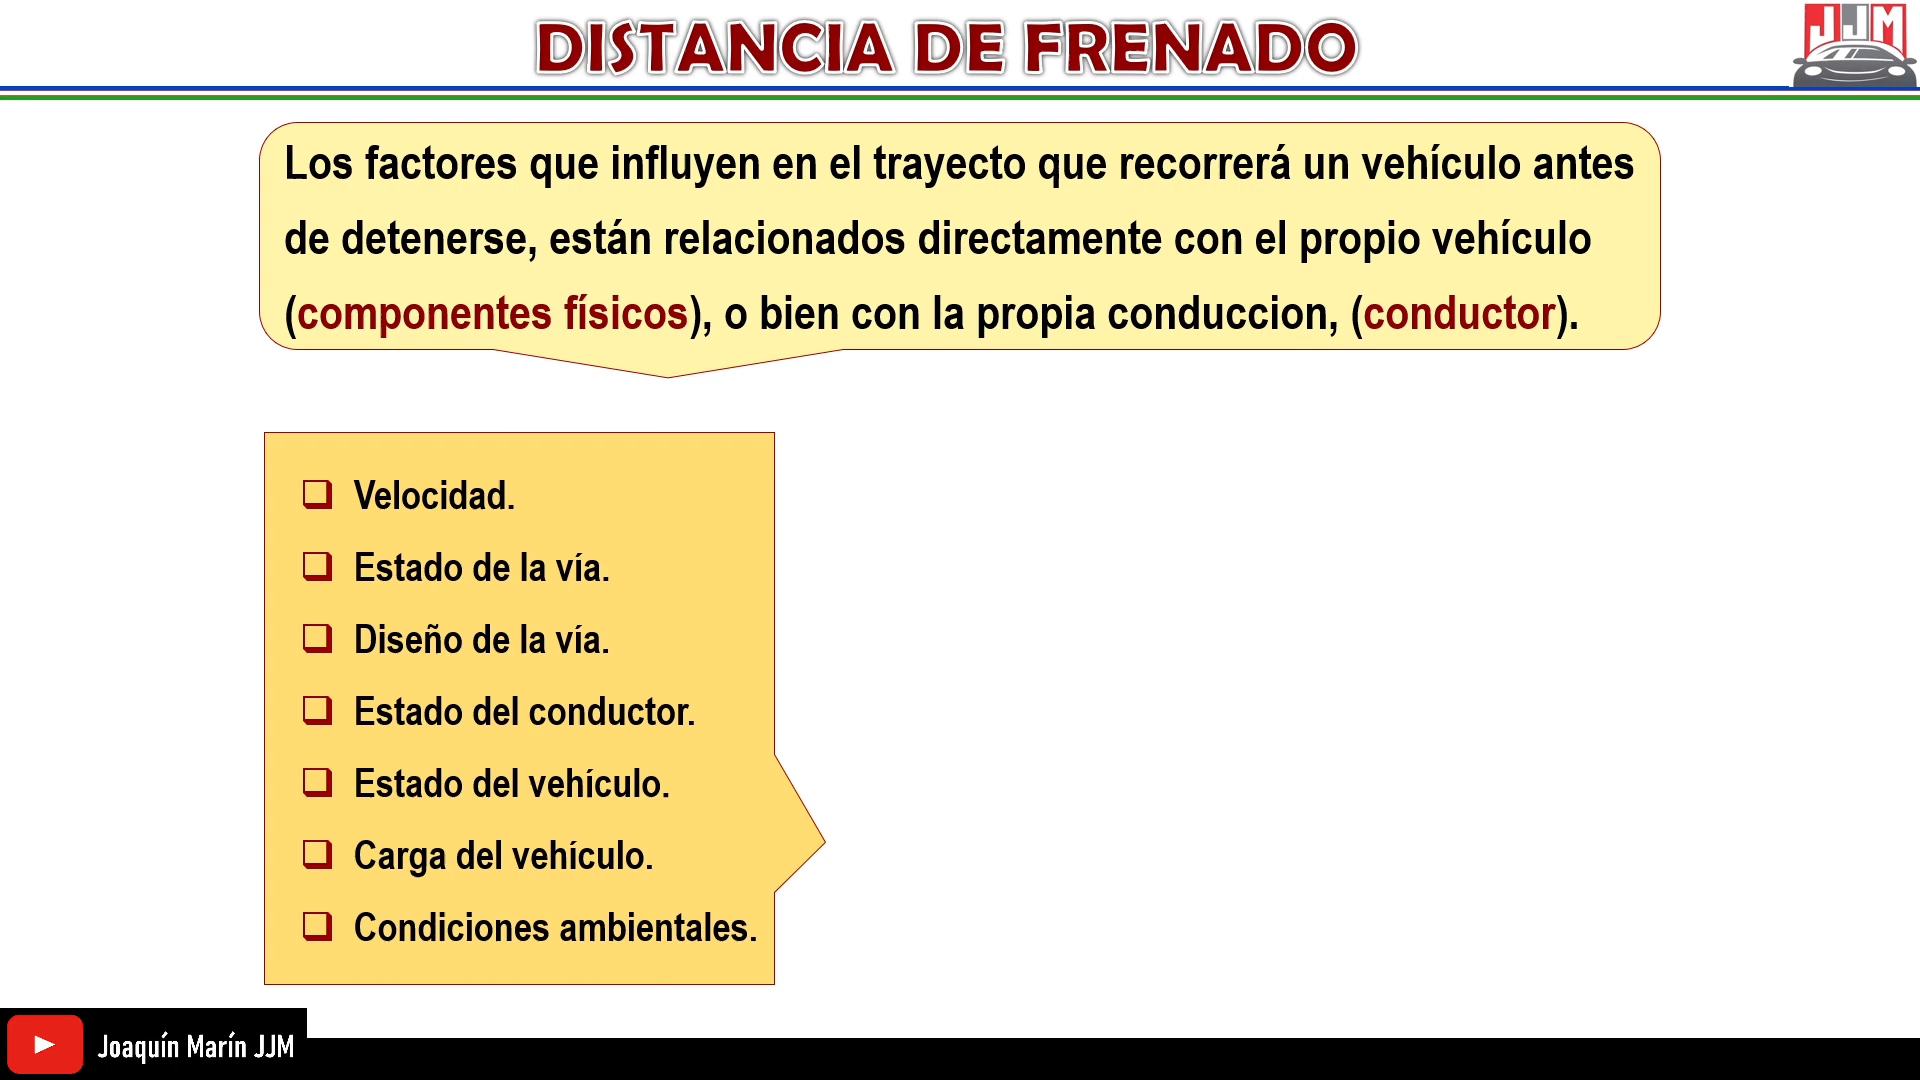 DISTANCIA DE FRENADO
JJM
Los factores que influyen en el trayecto que recorrerá un vehículo antes
de detenerse, están relacionados directamente con el propio vehículo
(componentes físicos), o bien con la propia conduccion, (conductor).
Velocidad.
Estado de la vía.
Diseño de la vía.
Estado del conductor.
Estado del vehículo.
Carga del vehículo.
Condiciones ambientales.
Joaquín Marín JJM